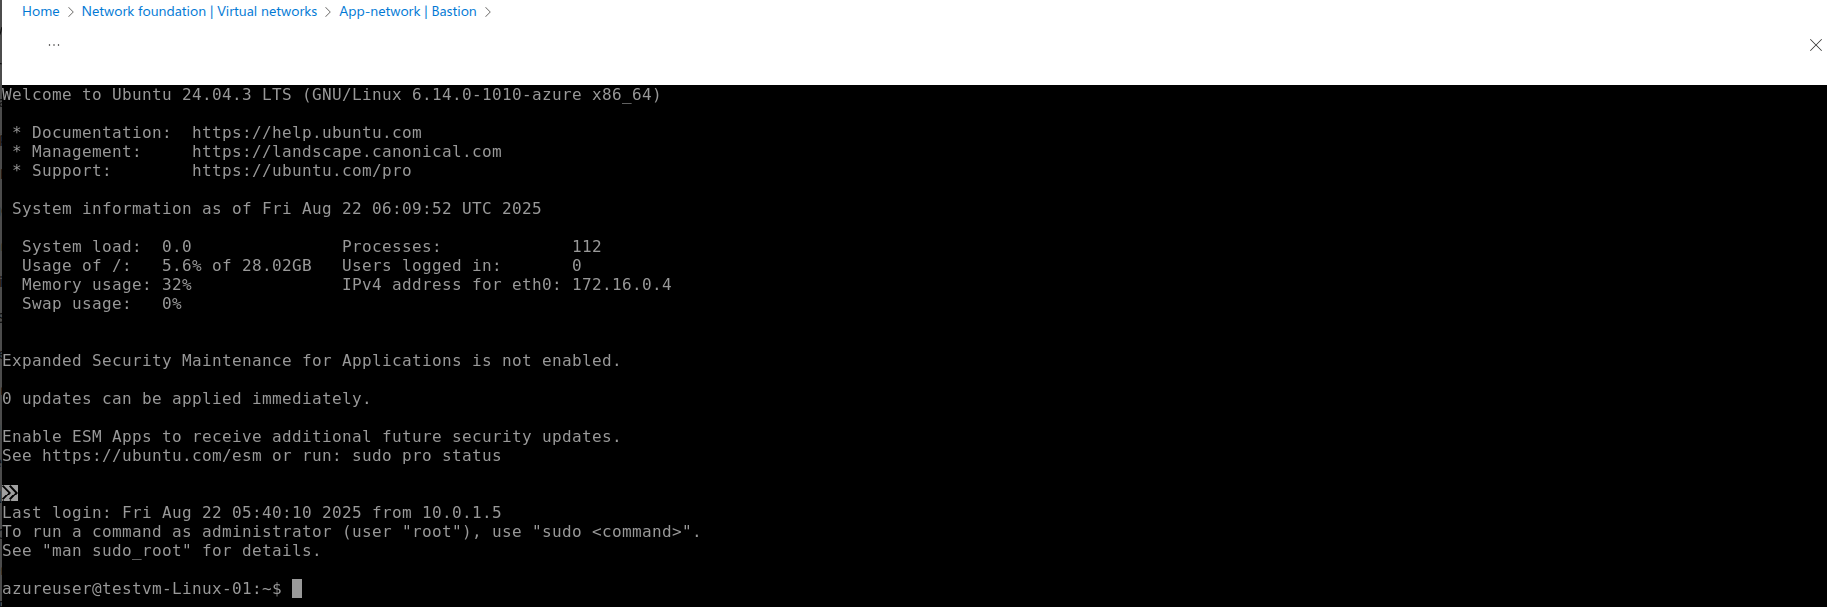 Home > Network foundation | Virtual networks > App-network | Bastion >
...
Welcome to Ubuntu 24.04.3 LTS (GNU/Linux 6.14.0-1010-azure x86_64)
* Documentation:  https://help.ubuntu.com
* Management:     https://landscape.canonical.com
* Support:        https://ubuntu.com/pro
System information as of Fri Aug 22 06:09:52 UTC 2025
System load:  0.0               Processes:             112
Usage of /:   5.6% of 28.02GB   Users logged in:       0
Memory usage: 32%               IPv4 address for eth0: 172.16.0.4
Swap usage:   0%
Expanded Security Maintenance for Applications is not enabled.
0 updates can be applied immediately.
Enable ESM Apps to receive additional future security updates.
See https://ubuntu.com/esm or run: sudo pro status
Last login: Fri Aug 22 05:40:10 2025 from 10.0.1.5
To run a command as administrator (user "root"), use "sudo <command>".
See "man sudo_root" for details.
azureuser@testvm-Linux-01:~$